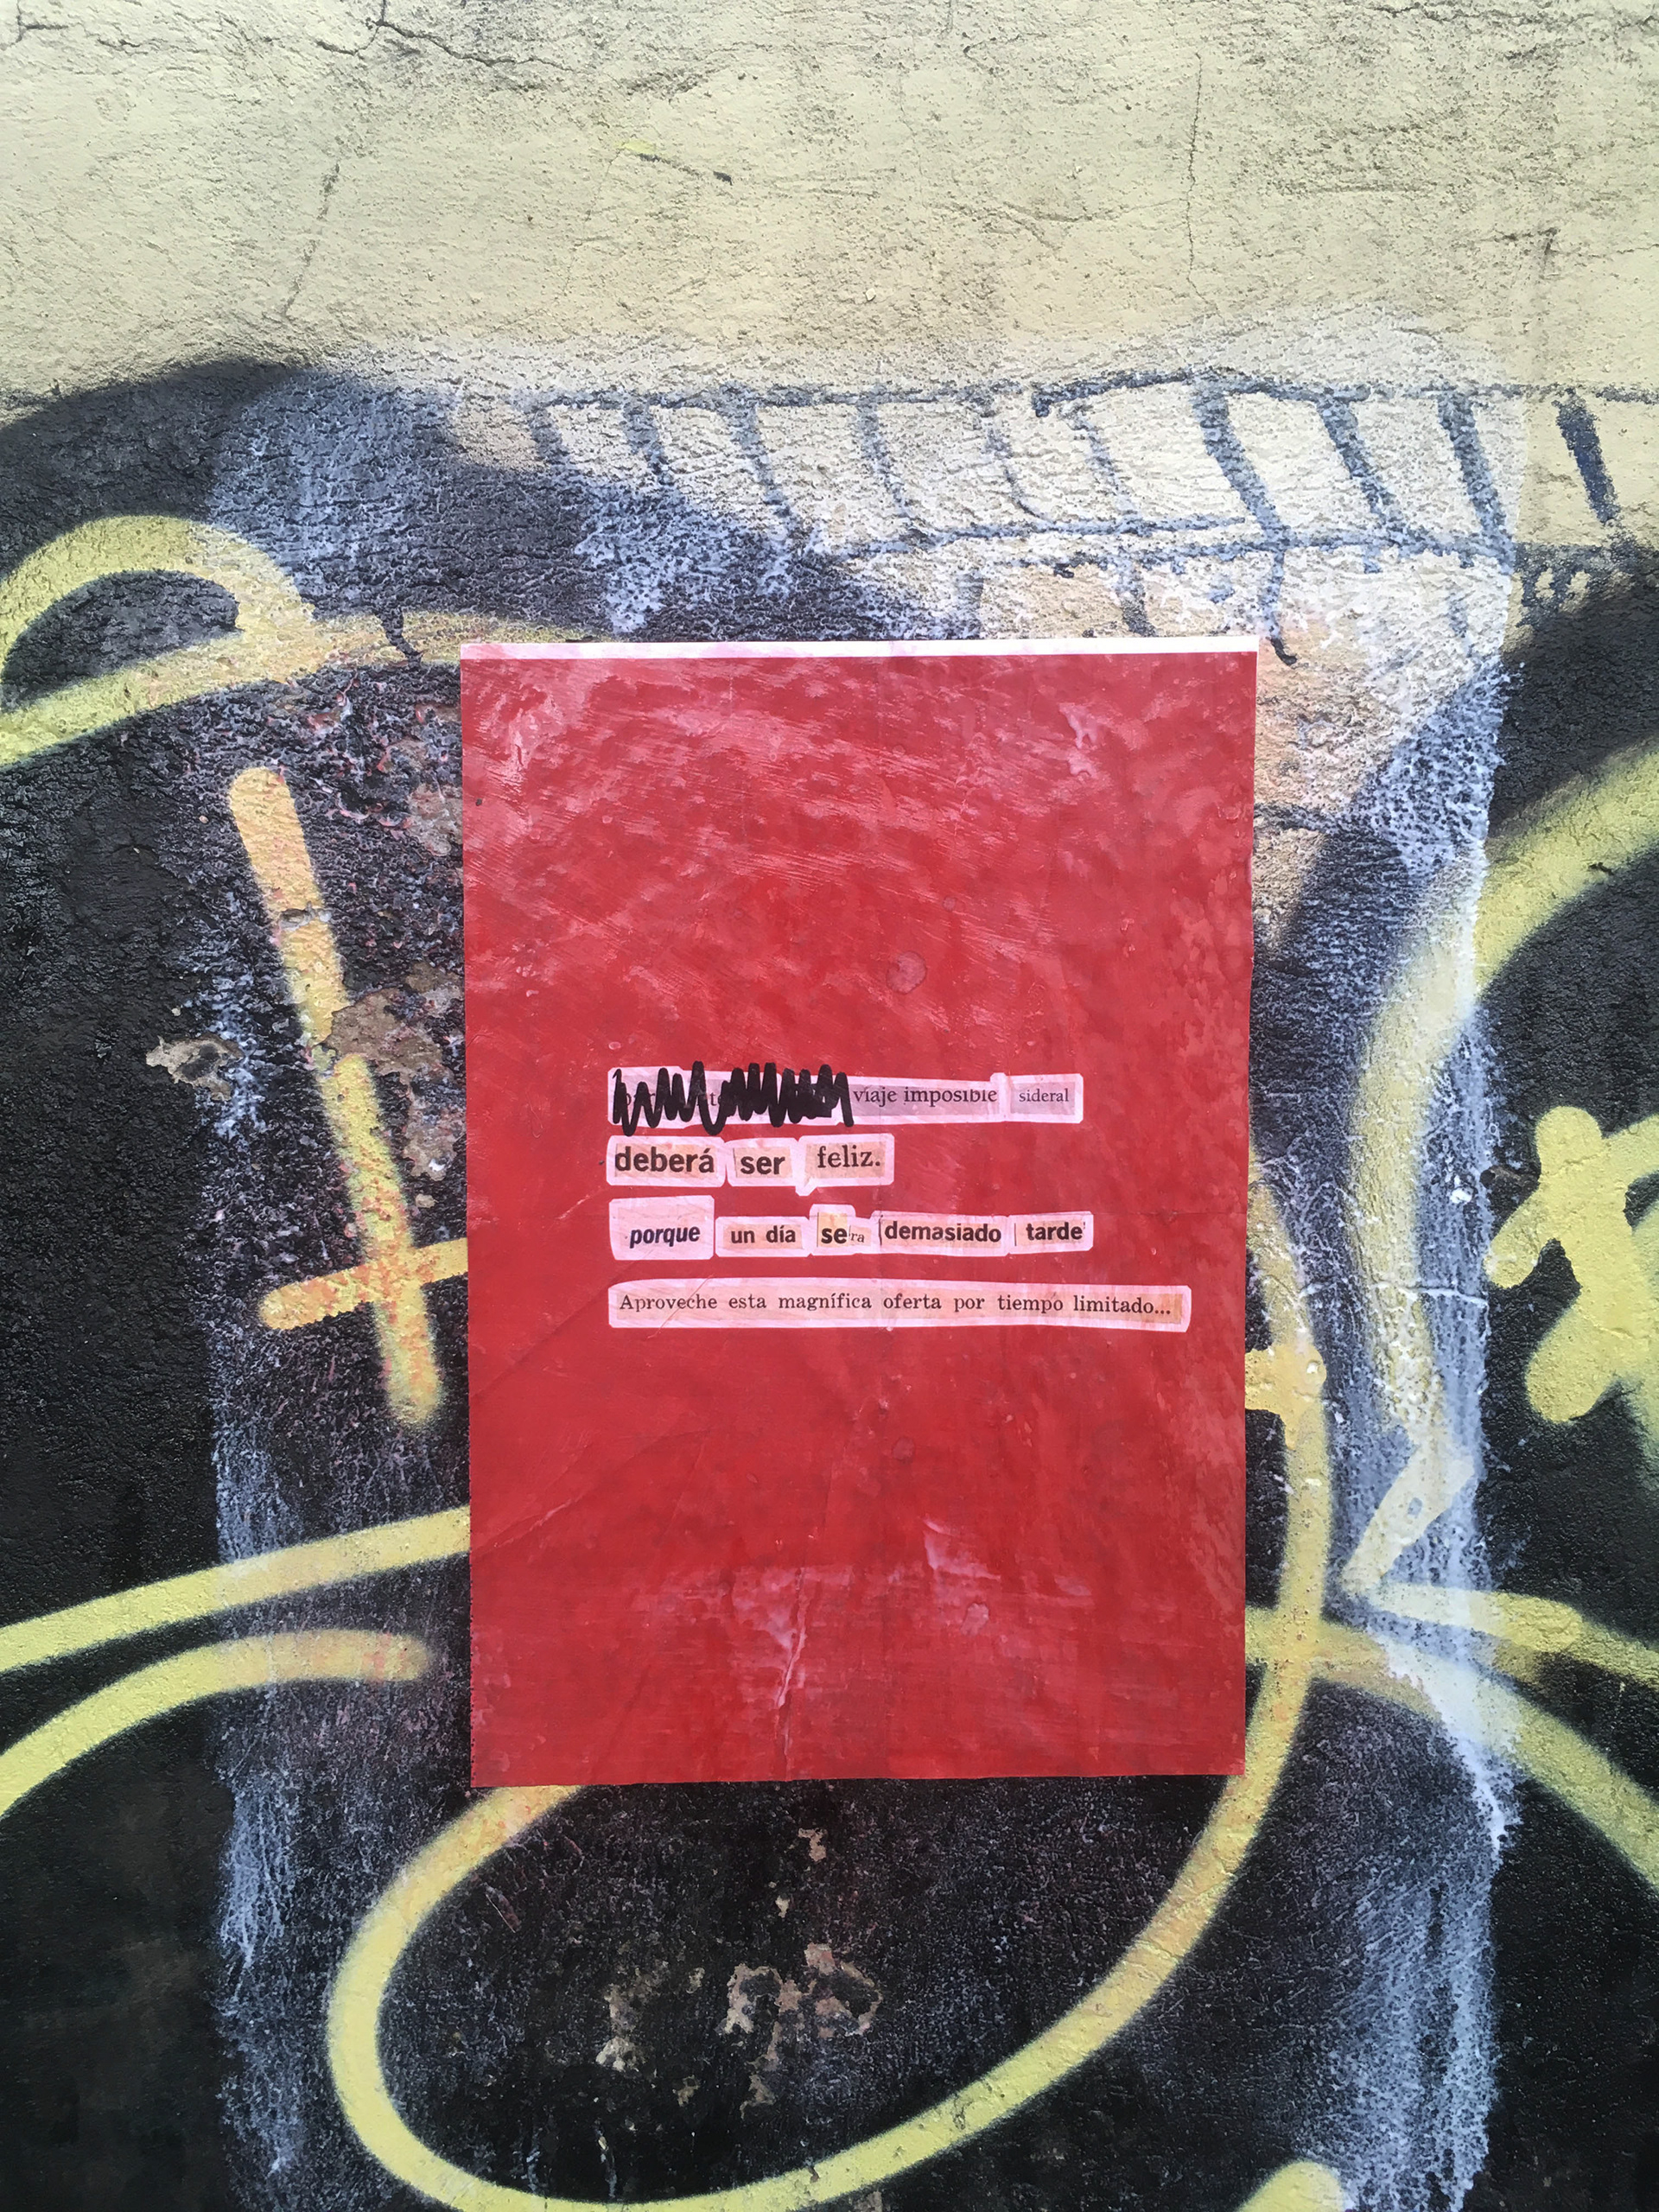 viaje imposible sideral
deberá ser feliz.
porque un día sera demasiado tarde
Aproveche esta magnífica oferta por tiempo limitado...